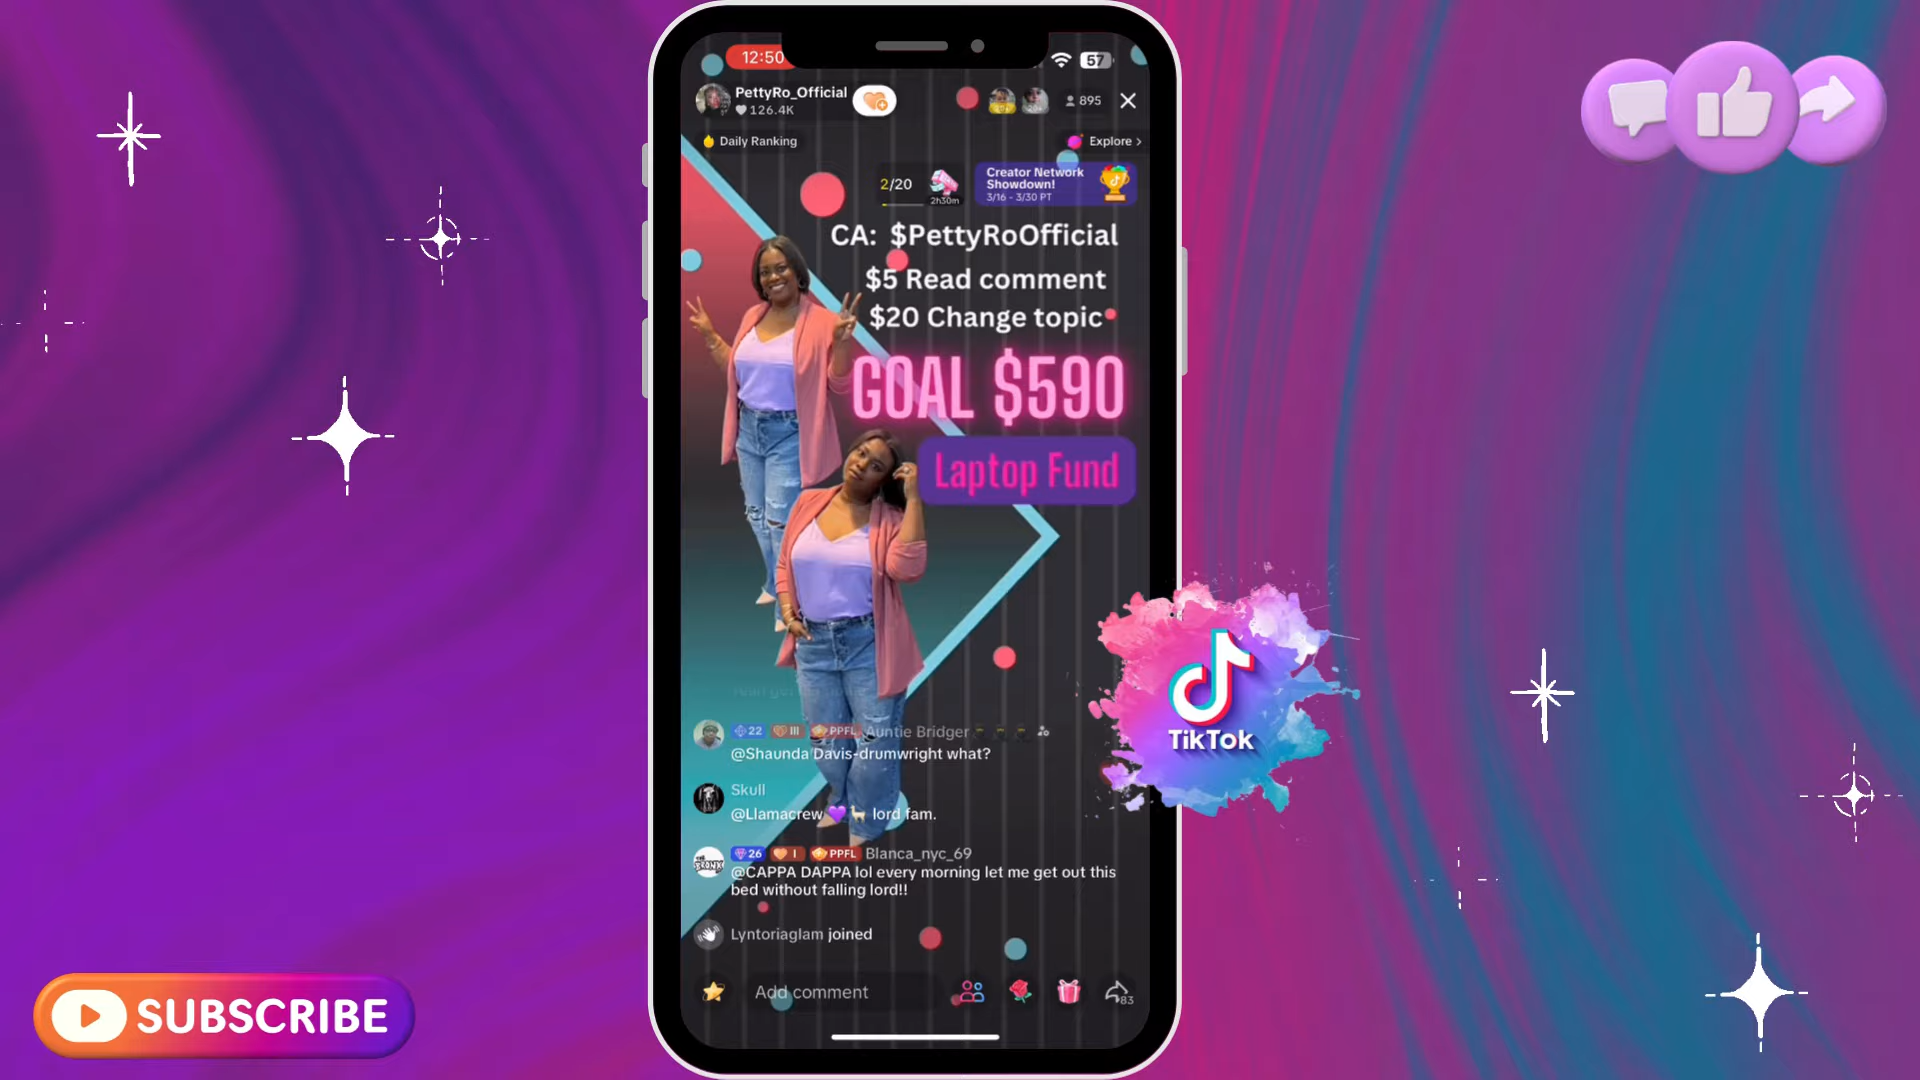 12:50
57
PettyRo_Official
126.4K
895
Daily Ranking
Explore >
2/20
2h30m
Creator Network
Showdown!
3/16 - 3/30 PT
CA: $PettyRoOfficial
$5 Read comment
$20 Change topic
GOAL $590
Laptop Fund
TikTok
22 III PPFL Auntie Bridger
@Shaunda Davis-drumwright what?
Skull
@Llamacrew💜🦙 lord fam.
26 I PPFL Blanca_nyc_69
@CAPPA DAPPA lol every morning let me get out this
bed without falling lord!!
Lyntoriaglam joined
Add comment
83
SUBSCRIBE